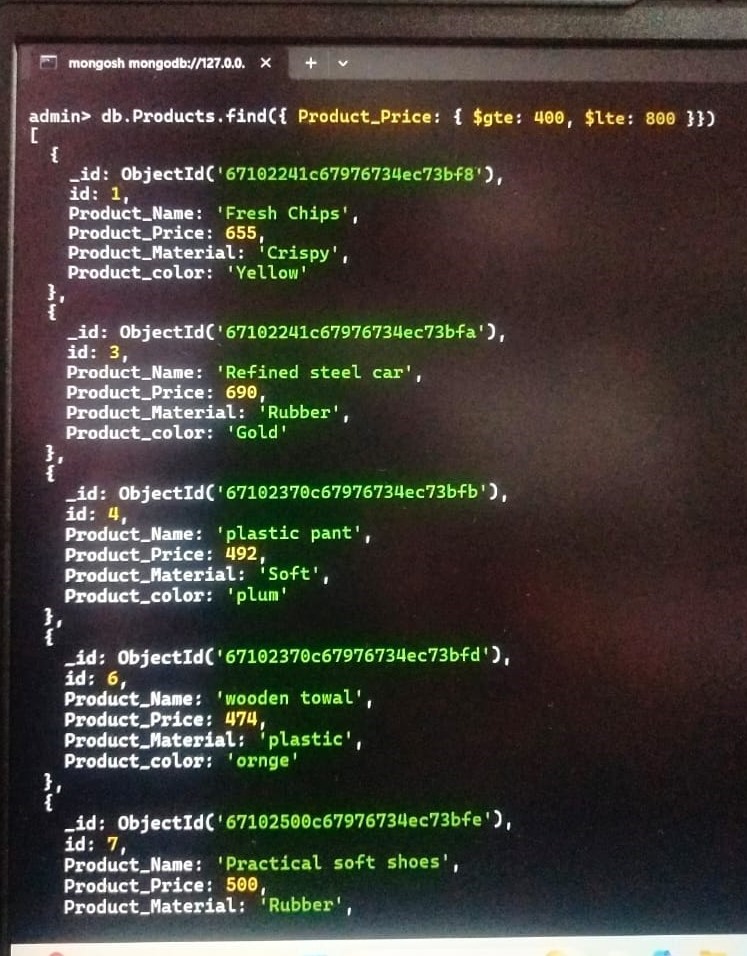 mongosh mongodb://127.0.0.
admin> db.Products.find({ Product_Price: { $gte: 400, $lte: 800 }})
[
{
_id: ObjectId('67102241c67976734ec73bf8'),
id: 1,
Product_Name: 'Fresh Chips',
Product_Price: 655,
Product_Material: 'Crispy',
Product_color: 'Yellow'
},
{
_id: ObjectId('67102241c67976734ec73bfa'),
id: 3,
Product_Name: 'Refined steel car',
Product_Price: 690,
Product_Material: 'Rubber',
Product_color: 'Gold'
},
{
_id: ObjectId('67102370c67976734ec73bfb'),
id: 4,
Product_Name: 'plastic pant',
Product_Price: 492,
Product_Material: 'Soft',
Product_color: 'plum'
},
{
_id: ObjectId('67102370c67976734ec73bfd'),
id: 6,
Product_Name: 'wooden towal',
Product_Price: 474,
Product_Material: 'plastic',
Product_color: 'ornge'
},
{
_id: ObjectId('67102500c67976734ec73bfe'),
id: 7,
Product_Name: 'Practical soft shoes',
Product_Price: 500,
Product_Material: 'Rubber',